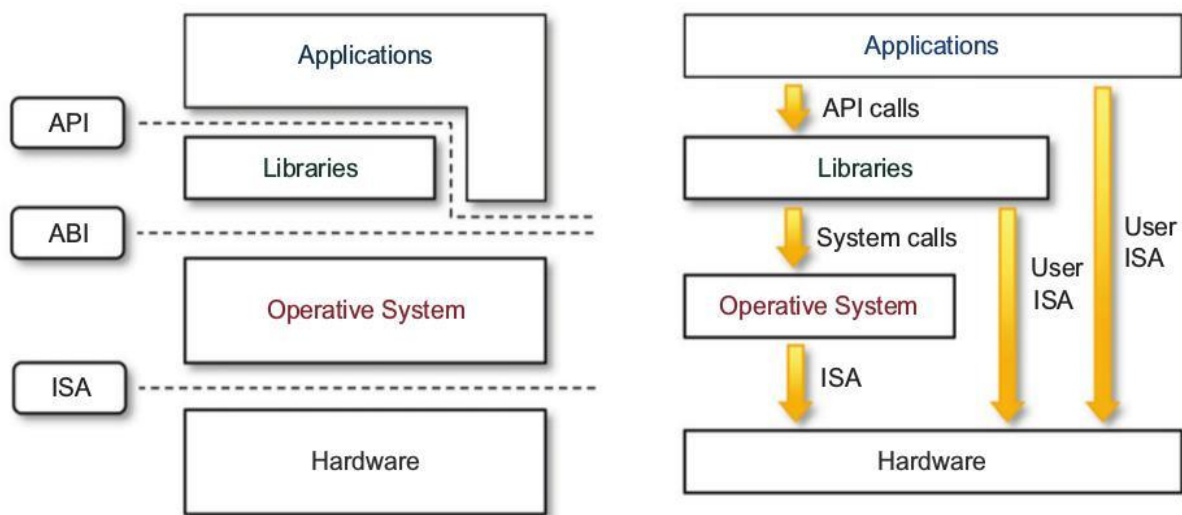 Applications
API
Libraries
ABI
Operative System
ISA
Hardware
Applications
API calls
Libraries
System calls
User
ISA
User
ISA
Operative System
ISA
Hardware